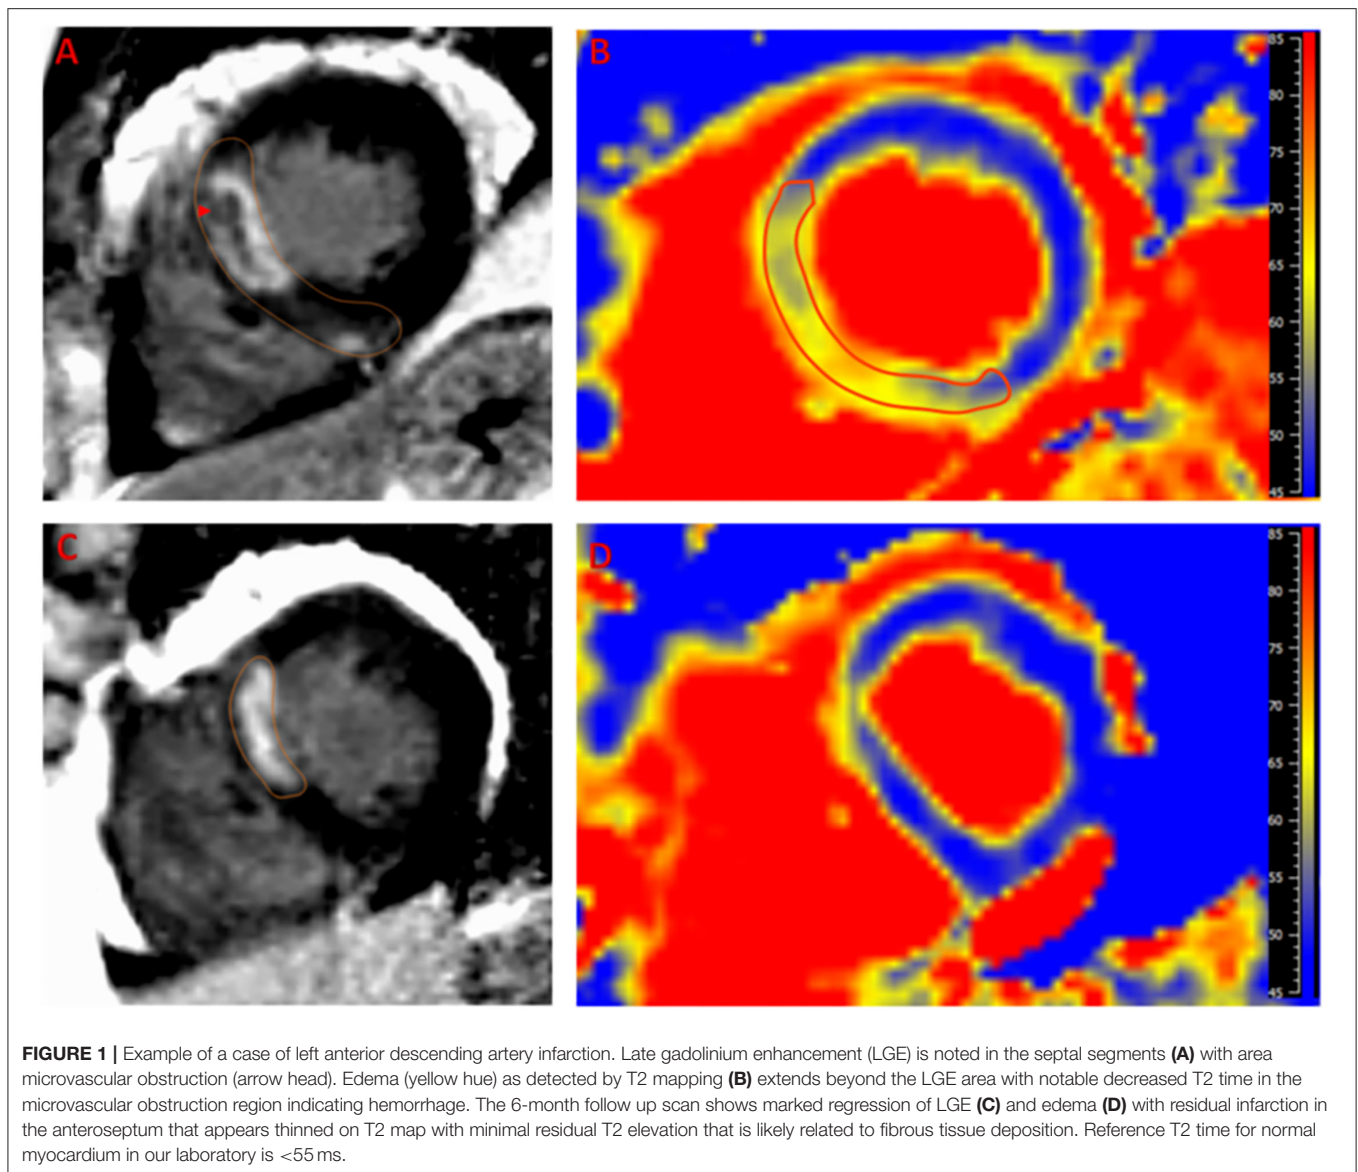 A
B
85
80
75
70
65
60
55
50
45
C
D
85
80
75
70
65
60
55
50
45
FIGURE 1 | Example of a case of left anterior descending artery infarction. Late gadolinium enhancement (LGE) is noted in the septal segments (A) with area
microvascular obstruction (arrow head). Edema (yellow hue) as detected by T2 mapping (B) extends beyond the LGE area with notable decreased T2 time in the
microvascular obstruction region indicating hemorrhage. The 6-month follow up scan shows marked regression of LGE (C) and edema (D) with residual infarction in
the anteroseptum that appears thinned on T2 map with minimal residual T2 elevation that is likely related to fibrous tissue deposition. Reference T2 time for normal
myocardium in our laboratory is <55 ms.